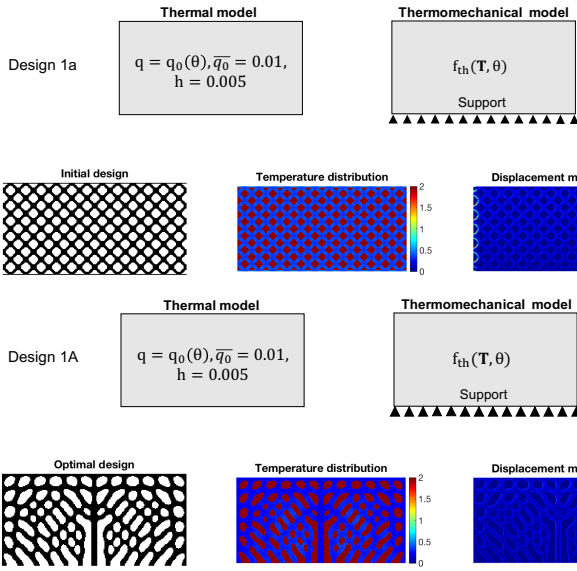 Thermal model
Thermomechanical model
Design 1a
q = q₀(θ), q̅₀̅ = 0.01,
h = 0.005
f_th(𝐓, θ)
Support
Initial design
Temperature distribution
Displacement m
2
1.5
1
0.5
0
Thermal model
Thermomechanical model
Design 1A
q = q₀(θ), q̅₀̅ = 0.01,
h = 0.005
f_th(𝐓, θ)
Support
Optimal design
Temperature distribution
Displacement m
2
1.5
1
0.5
0